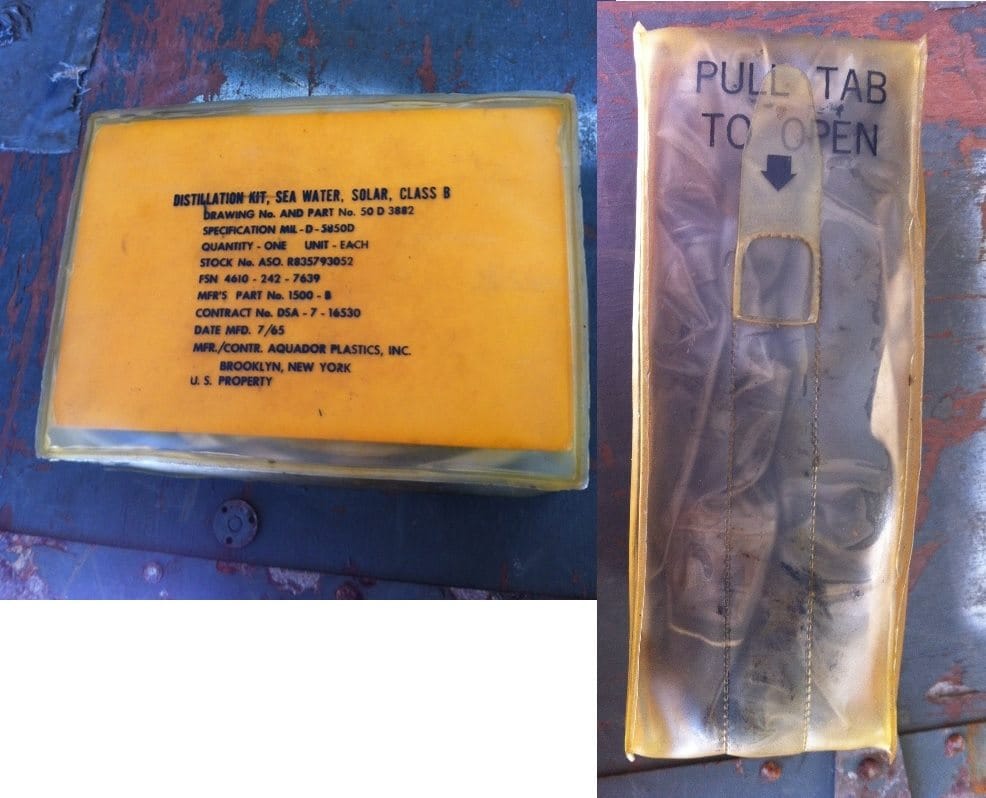 DISTILLATION KIT, SEA WATER, SOLAR, CLASS B
DRAWING No. AND PART No. 50 D 3882
SPECIFICATION MIL-D-5850D
QUANTITY - ONE UNIT - EACH
STOCK No. ASO. R835793052
FSN 4610 - 242 - 7639
MFR'S PART No. 1500 - B
CONTRACT No. DSA - 7 - 16530
DATE MFD. 7/65
MFR./CONTR. AQUADOR PLASTICS, INC.
BROOKLYN, NEW YORK
U. S. PROPERTY
PULL TAB
TO OPEN